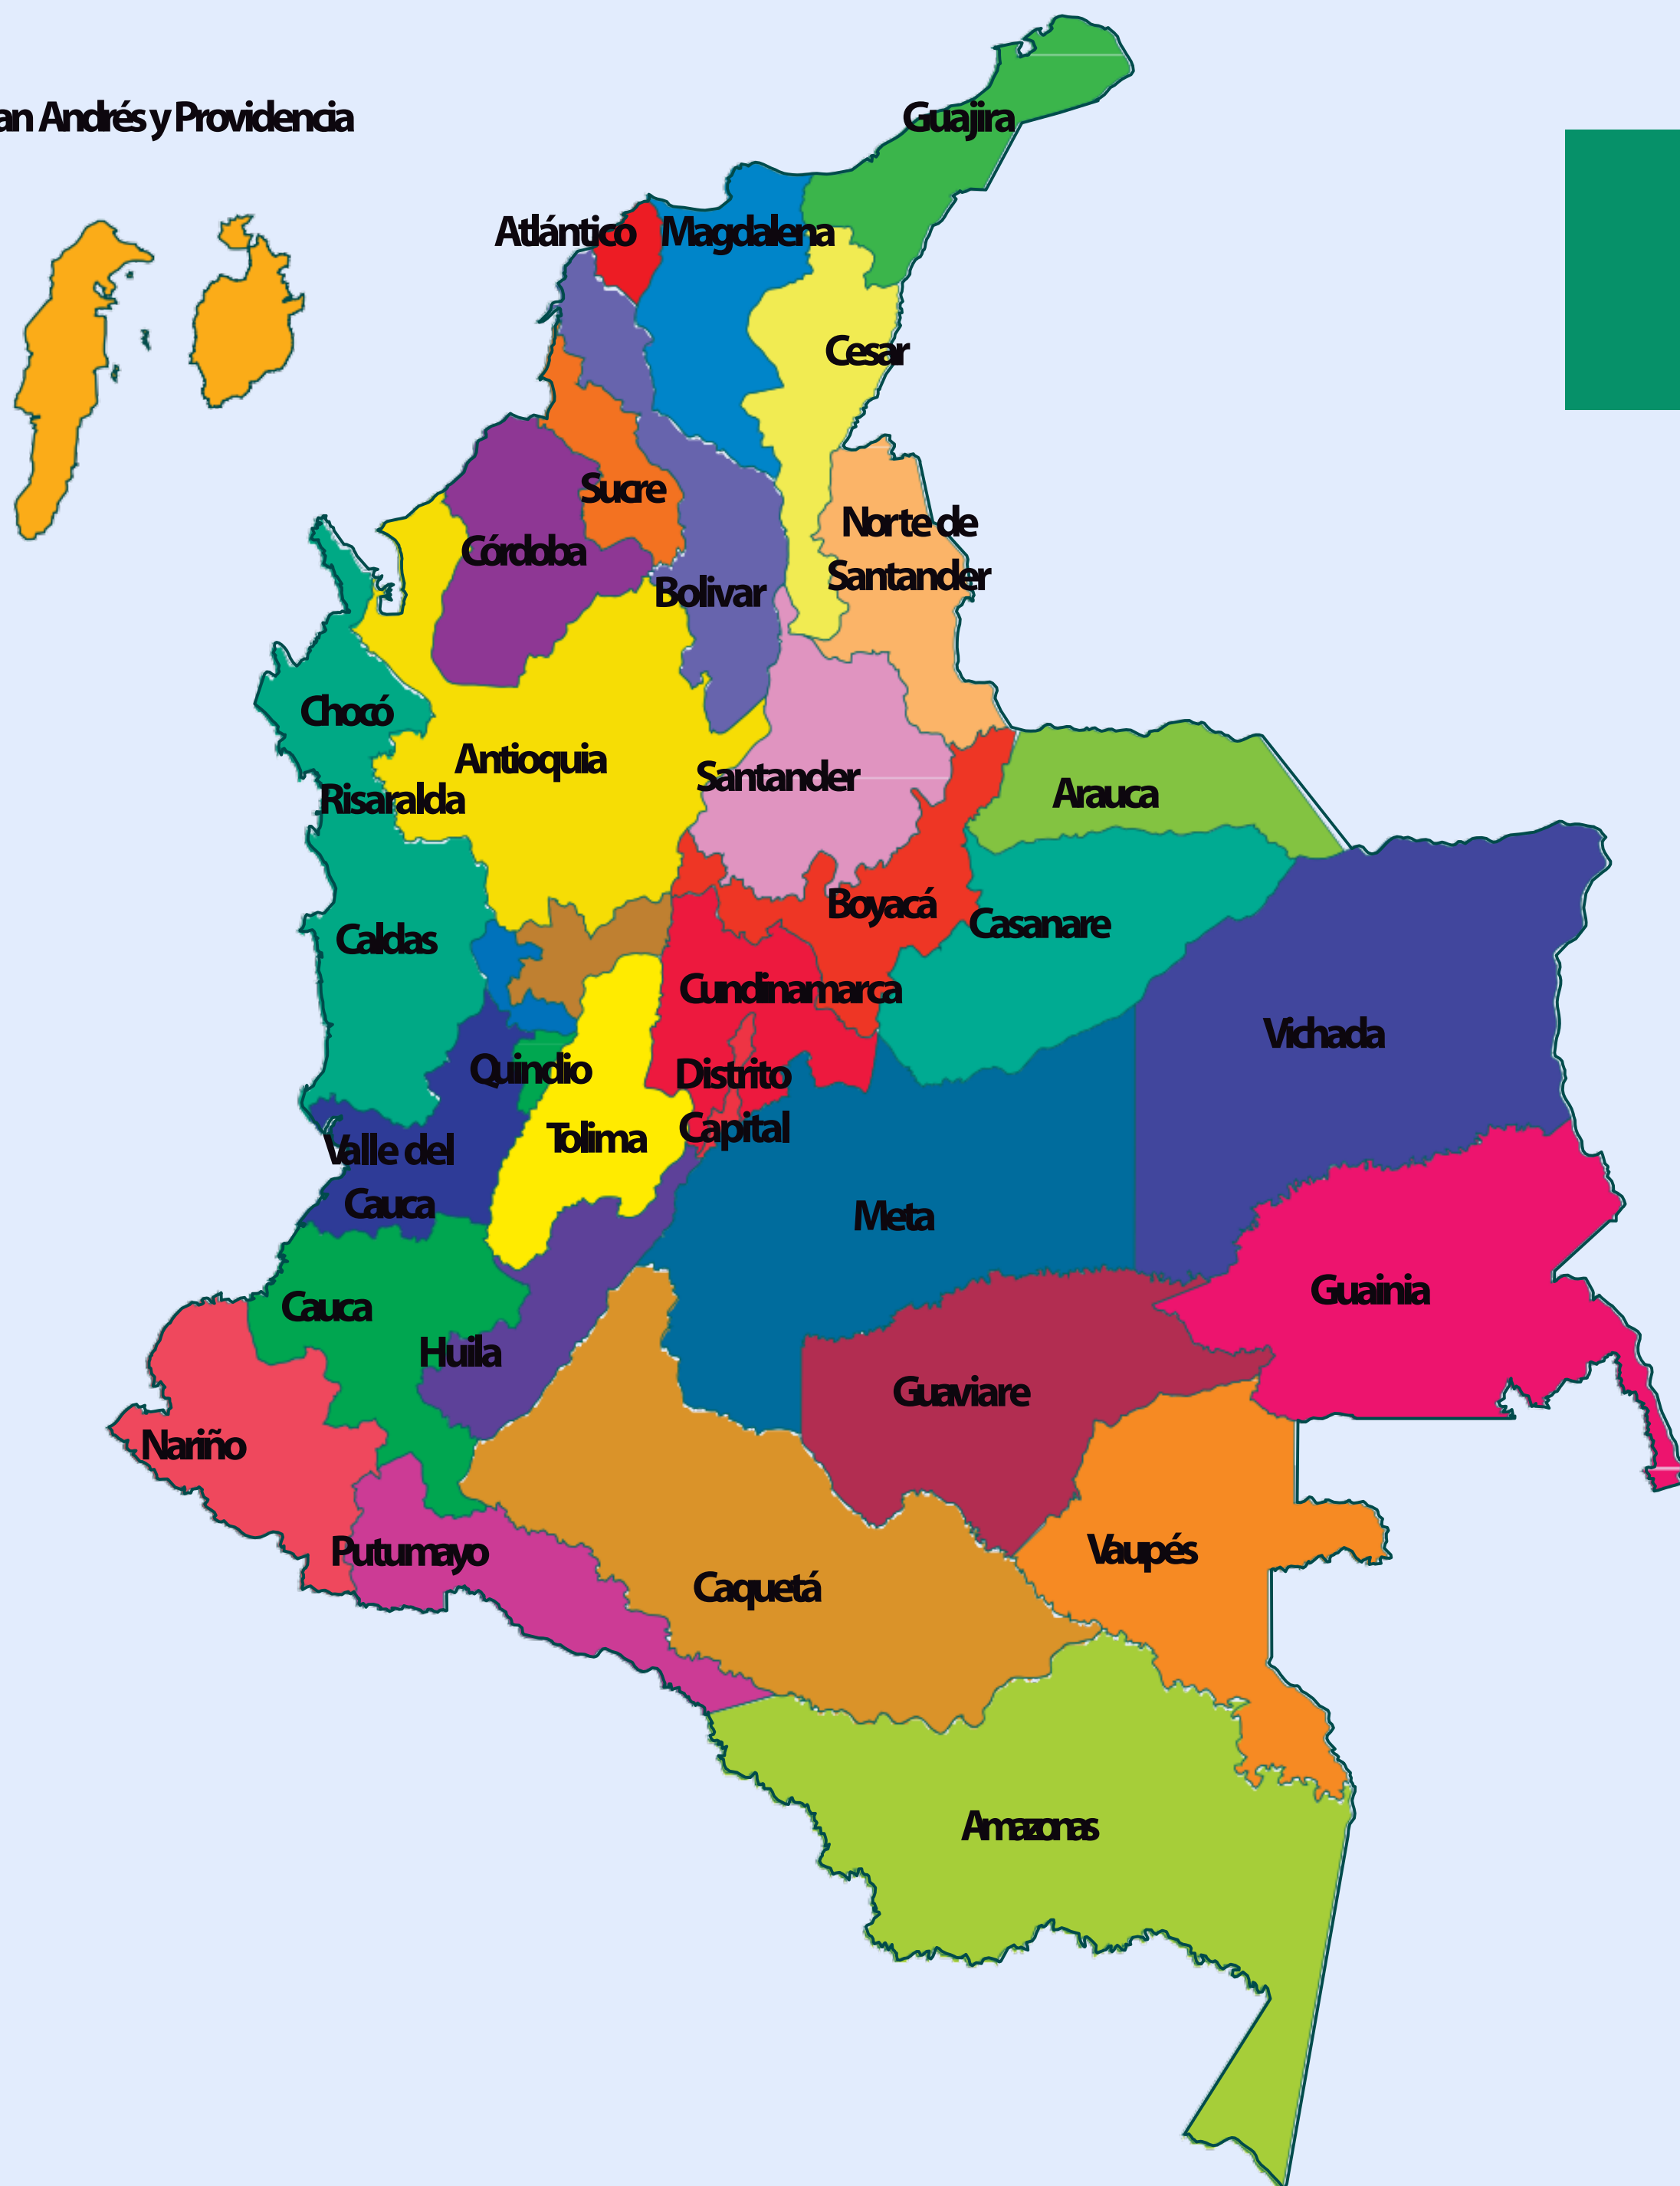 Guajira
an Andrés y Providencia
Atlántico
Magdalena
Cesar
Sucre
Norte de
Santander
Córdoba
Bolivar
Chocó
Antioquia
Santander
Risaralda
Arauca
Boyacá
Casanare
Caldas
Cundinamarca
Vichada
Quindio
Distrito
Capital
Tolima
Valle del
Cauca
Meta
Guainia
Cauca
Huila
Guaviare
Nariño
Putumayo
Vaupés
Caquetá
Amazonas